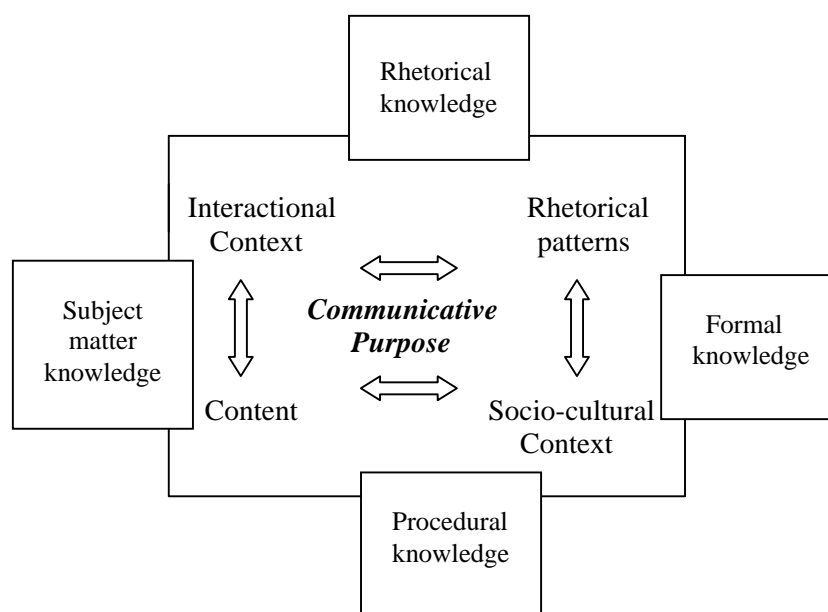 Rhetorical
knowledge
Interactional
Context
Rhetorical
patterns
Subject
matter
knowledge
Communicative
Purpose
Formal
knowledge
Content
Socio-cultural
Context
Procedural
knowledge